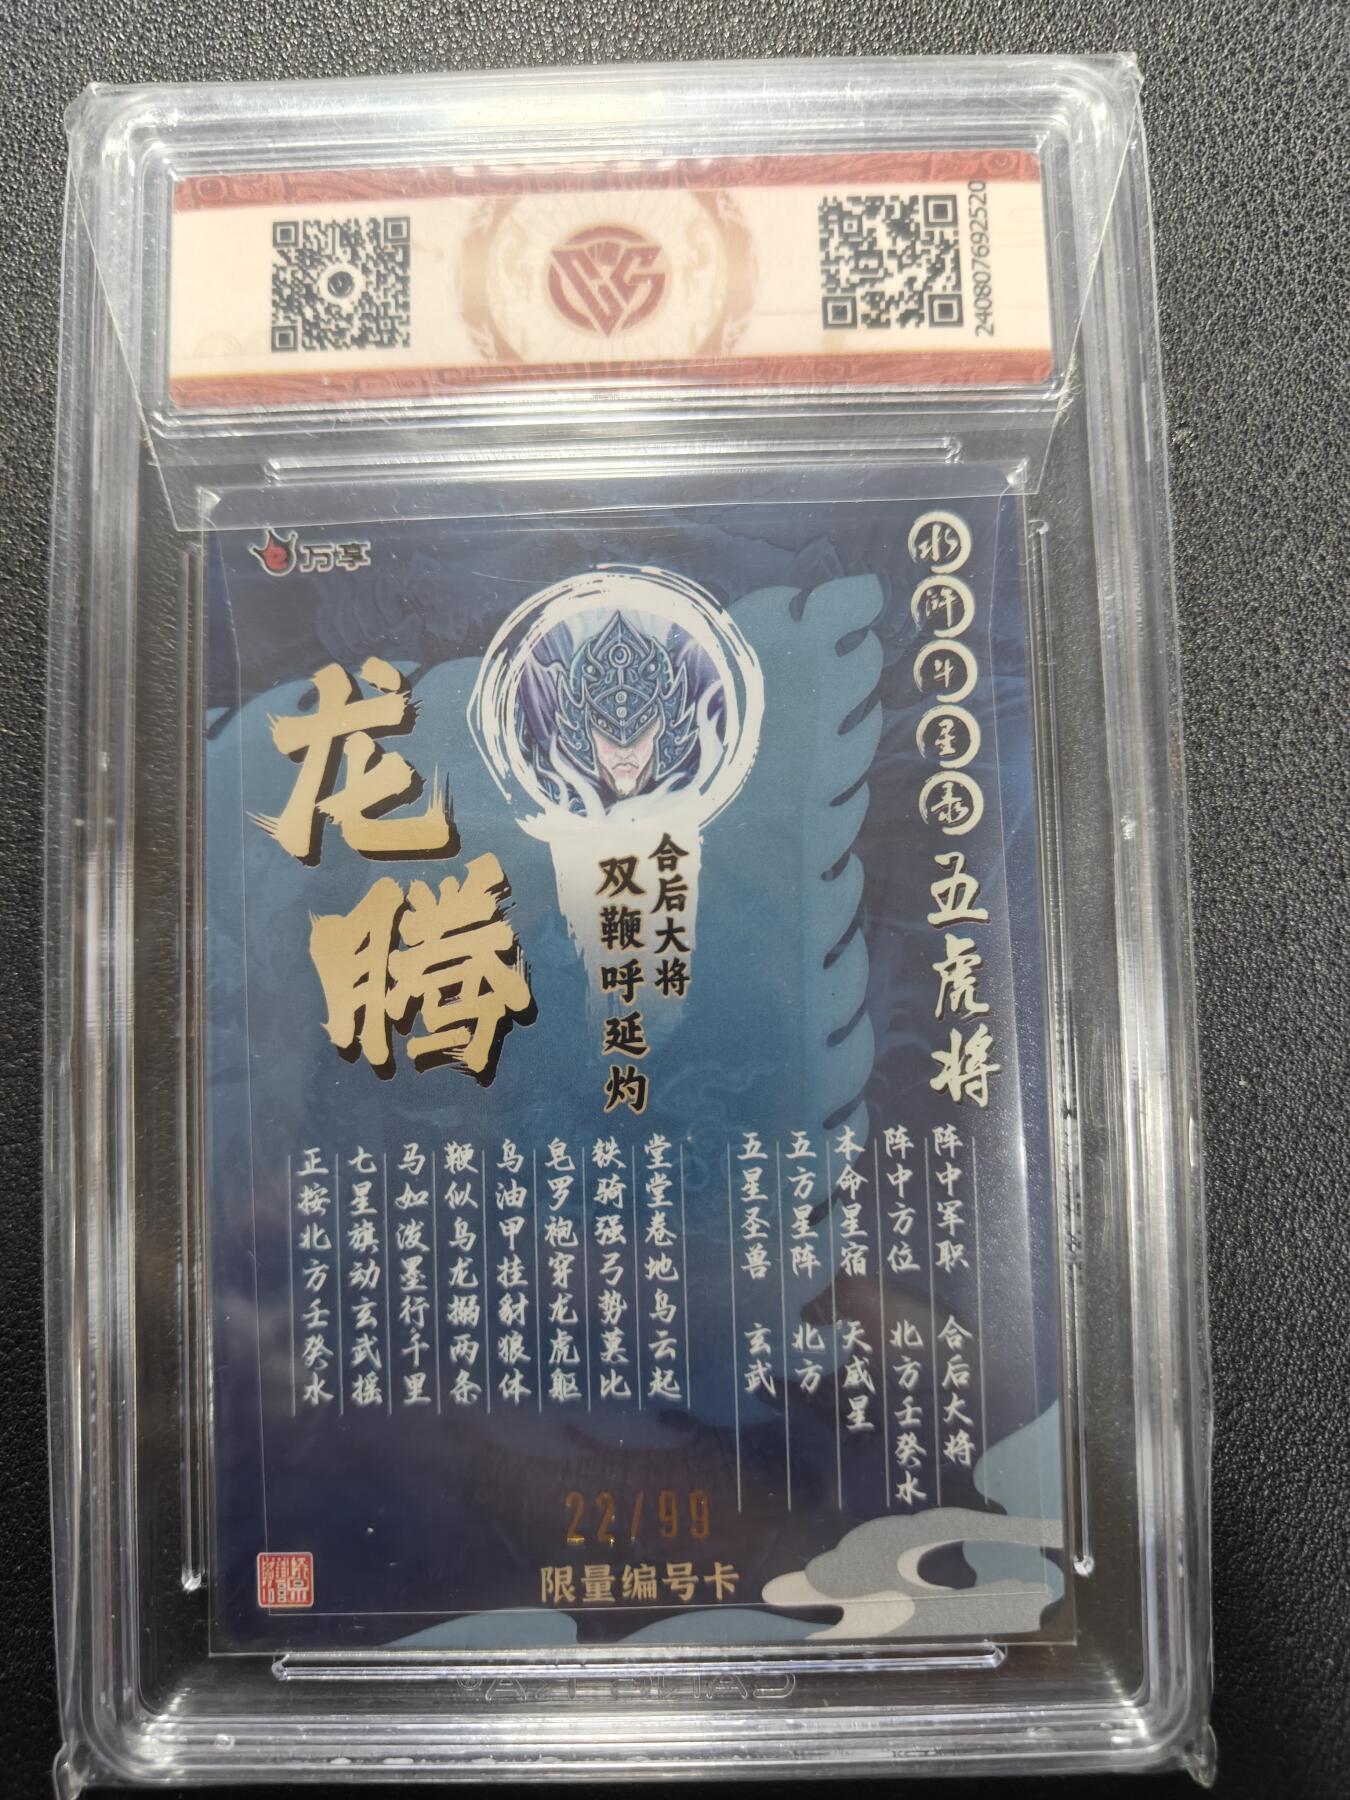 240807692520
万享
水浒斗星录 五虎将
龙腾
合后大将
双鞭呼延灼
阵中军职 合后大将
阵中方位 北方壬癸水
本命星宿 天威星
五方星阵 北方
五星圣兽 玄武
堂堂卷地乌云起
铁骑强弓势莫比
皂罗袍穿龙虎躯
乌油甲挂豺狼体
鞭似乌龙搦两条
马如泼墨行千里
七星旗动玄武摇
正按北方壬癸水
22/99
限量编号卡